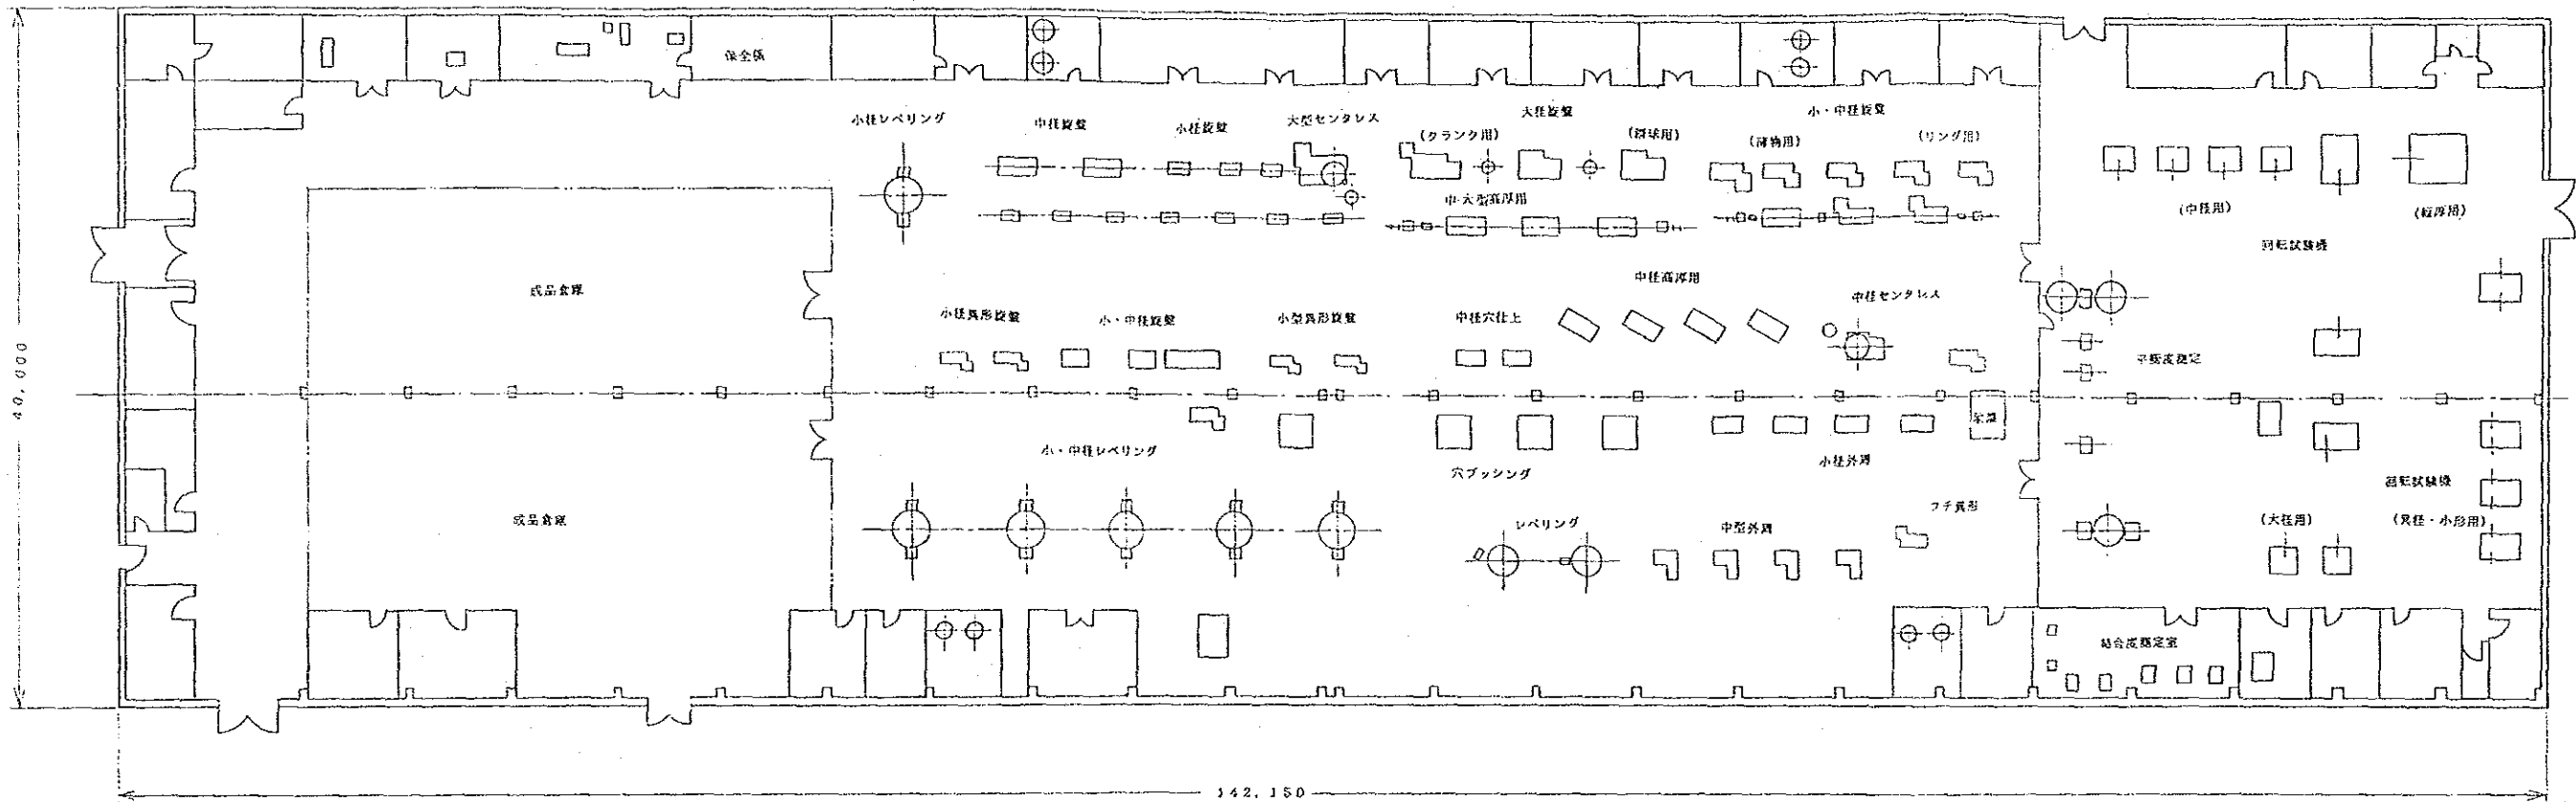 保全係
小径レベリング
中径旋盤
小径旋盤
大型センタレス
大径旋盤
(クランク用)
小・中径旋盤
(薄物用)
(リング用)
中・大型高厚用
(中径用)
回転試験機
成品倉庫
中径高厚用
中径センタレス
小径異形旋盤
小・中径旋盤
小型異形旋盤
中径穴仕上
平衡度測定
40,000
小・中径レベリング
穴ブッシング
小径外周
回転試験機
成品倉庫
レベリング
中型外周
フチ異形
(大径用)
(異径・小形用)
結合度測定室
142,150